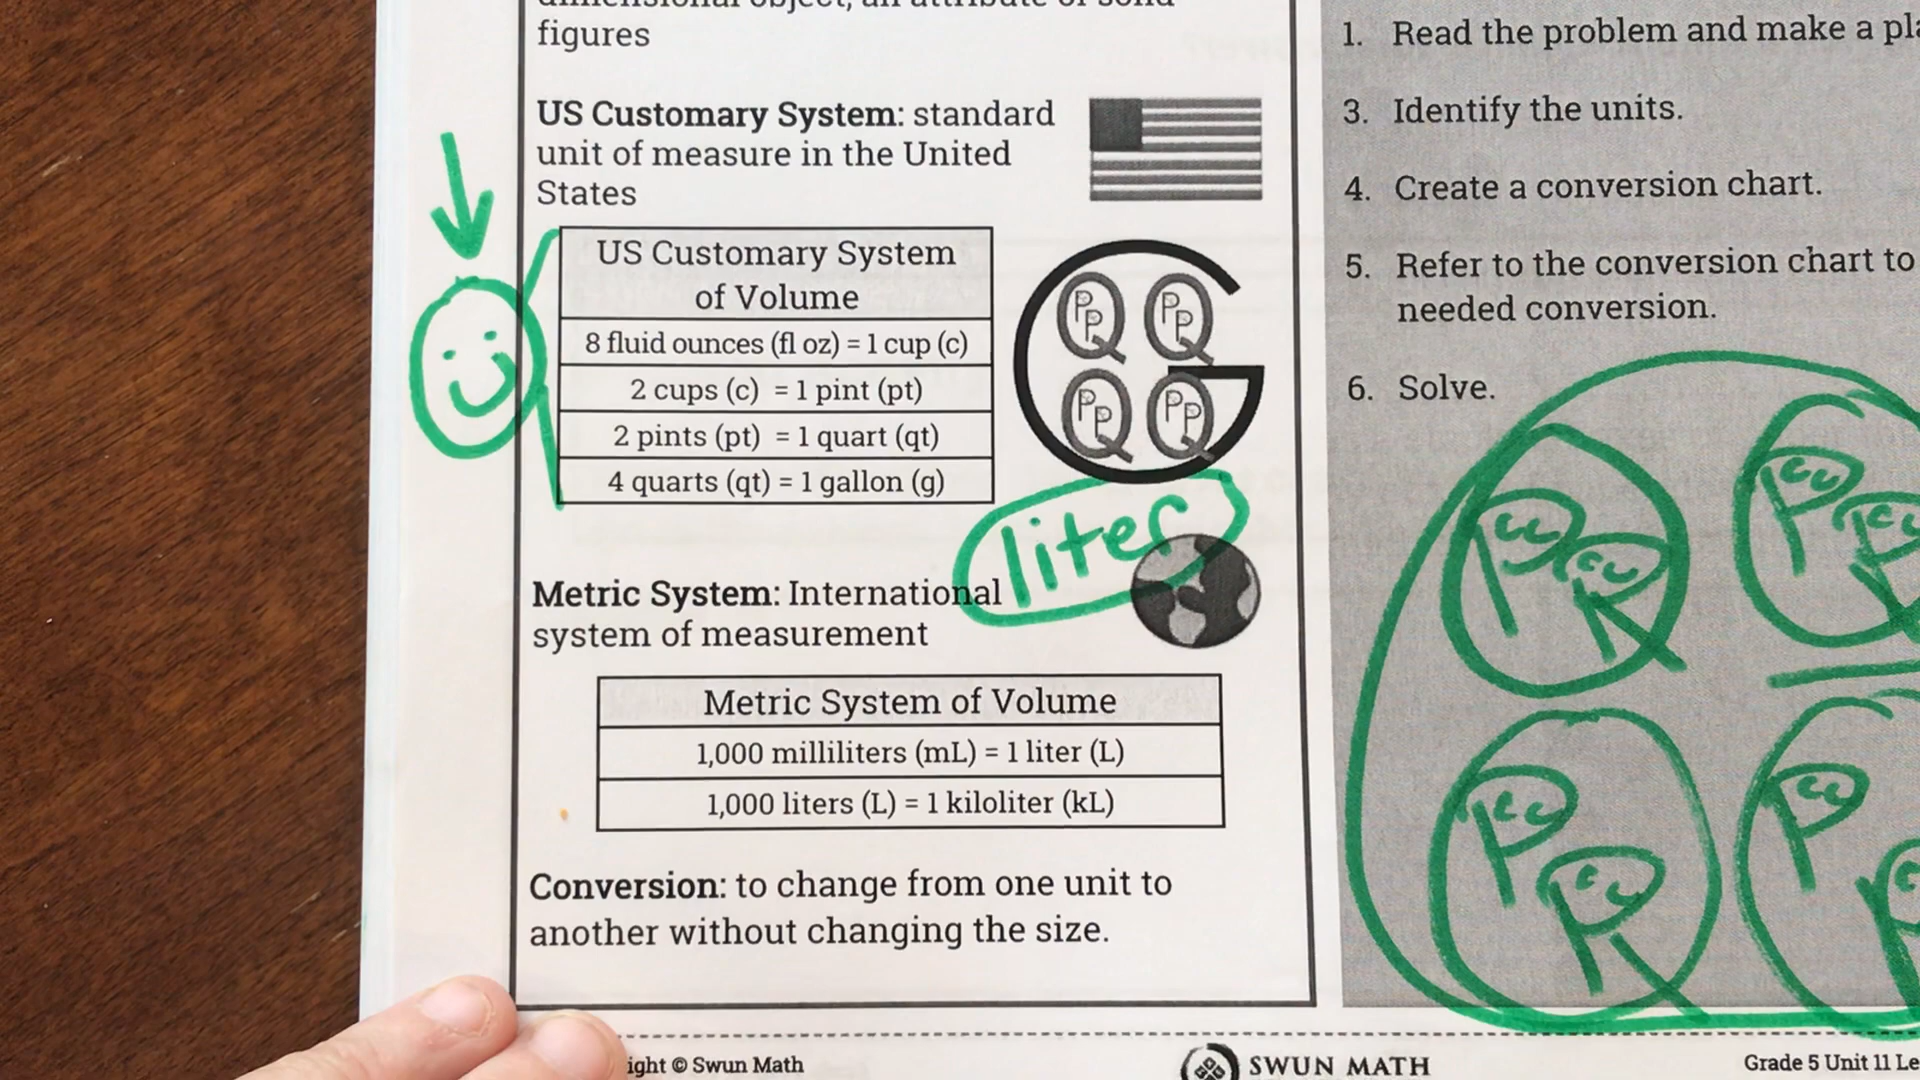 figures
US Customary System: standard
unit of measure in the United
States
US Customary System
of Volume
8 fluid ounces (fl oz) = 1 cup (c)
2 cups (c) = 1 pint (pt)
2 pints (pt) = 1 quart (qt)
4 quarts (qt) = 1 gallon (g)
liter
Metric System: International
system of measurement
Metric System of Volume
1,000 milliliters (mL) = 1 liter (L)
1,000 liters (L) = 1 kiloliter (kL)
Conversion: to change from one unit to
another without changing the size.
1. Read the problem and make a
3. Identify the units.
4. Create a conversion chart.
5. Refer to the conversion chart to
needed conversion.
6. Solve.
© Swun Math
SWUN MATH
Grade 5 Unit 11